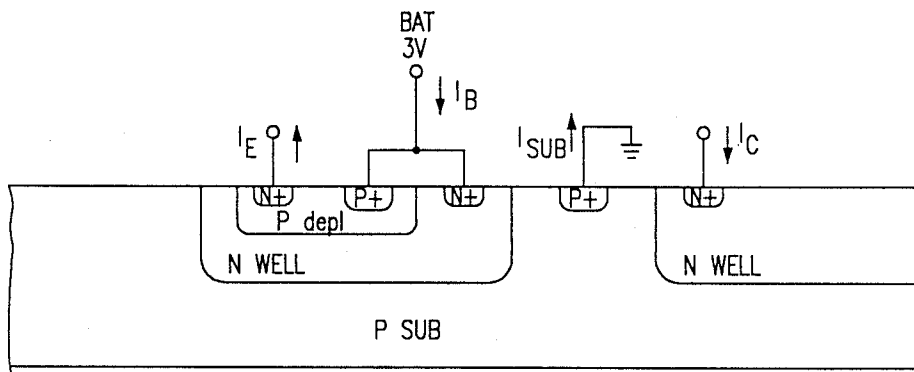 BAT
3V
I_B
I_E
I_SUB
I_C
N+
P+
N+
P+
N+
P depl
N WELL
N WELL
P SUB